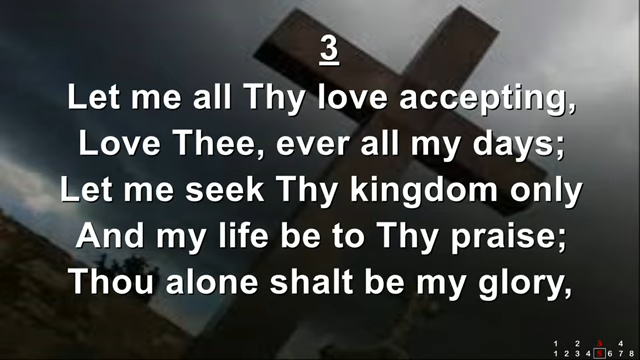 3
Let me all Thy love accepting,
Love Thee, ever all my days;
Let me seek Thy kingdom only
And my life be to Thy praise;
Thou alone shalt be my glory,
1 2 3 4
1 2 3 4 5 6 7 8